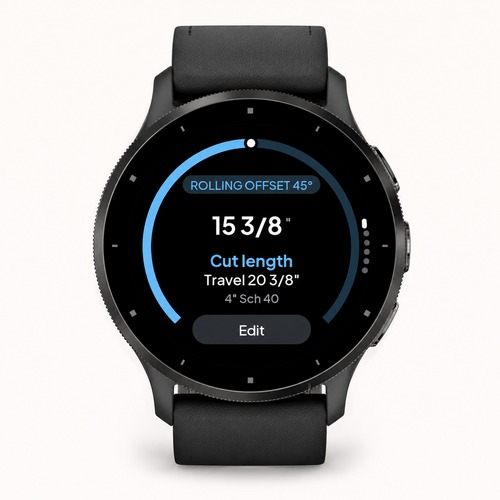 ROLLING OFFSET 45°
15 3/8 "
Cut length
Travel 20 3/8"
4" Sch 40
Edit